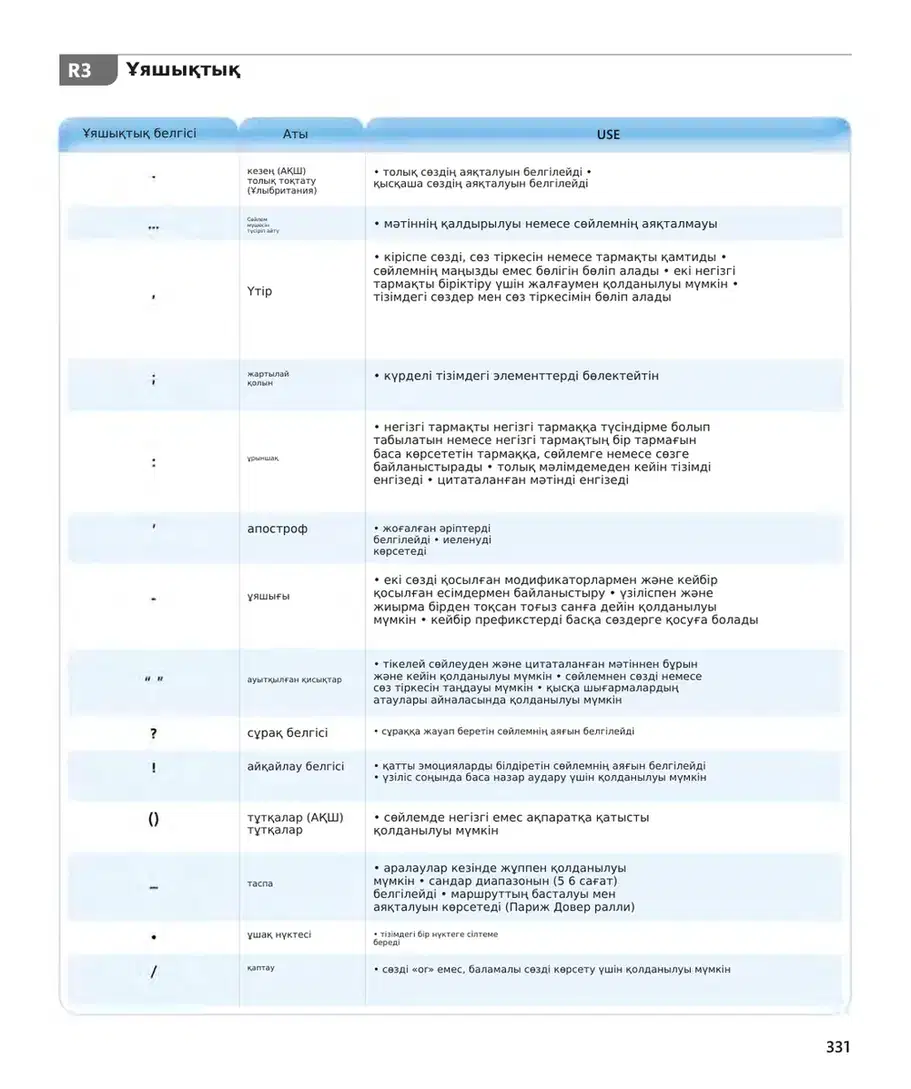 R3 Ұяшықтық
Ұяшықтық белгісі
Аты
USE
.
кезең (АҚШ)
толық тоқтату
(Ұлыбритания)
• толық сөздің аяқталуын белгілейді •
қысқаша сөздің аяқталуын белгілейді
...
Сөйлем
мүшесін
түсіріп айту
• мәтіннің қалдырылуы немесе сөйлемнің аяқталмауы
,
Үтір
• кіріспе сөзді, сөз тіркесін немесе тармақты қамтиды •
сөйлемнің маңызды емес бөлігін бөліп алады • екі негізгі
тармақты біріктіру үшін жалғаумен қолданылуы мүмкін •
тізімдегі сөздер мен сөз тіркесімін бөліп алады
;
жартылай
қолын
• күрделі тізімдегі элементтерді бөлектейтін
:
ұрыншақ
• негізгі тармақты негізгі тармаққа түсіндірме болып
табылатын немесе негізгі тармақтың бір тармағын
баса көрсететін тармаққа, сөйлемге немесе сөзге
байланыстырады • толық мәлімдемеден кейін тізімді
енгізеді • цитаталанған мәтінді енгізеді
’
апостроф
• жоғалған әріптерді
белгілейді • иеленуді
көрсетеді
-
ұяшығы
• екі сөзді қосылған модификаторлармен және кейбір
қосылған есімдермен байланыстыру • үзіліспен және
жиырма бірден тоқсан тоғыз санға дейін қолданылуы
мүмкін • кейбір префикстерді басқа сөздерге қосуға болады
“ ”
ауытқылған қисықтар
• тікелей сөйлеуден және цитаталанған мәтіннен бұрын
және кейін қолданылуы мүмкін • сөйлемнен сөзді немесе
сөз тіркесін таңдауы мүмкін • қысқа шығармалардың
атаулары айналасында қолданылуы мүмкін
?
сұрақ белгісі
• сұраққа жауап беретін сөйлемнің аяғын белгілейді
!
айқайлау белгісі
• қатты эмоцияларды білдіретін сөйлемнің аяғын белгілейді
• үзіліс соңында баса назар аудару үшін қолданылуы мүмкін
()
тұтқалар (АҚШ)
тұтқалар
• сөйлемде негізгі емес ақпаратқа қатысты
қолданылуы мүмкін
–
таспа
• аралаулар кезінде жұппен қолданылуы
мүмкін • сандар диапазонын (5 6 сағат)
белгілейді • маршруттың басталуы мен
аяқталуын көрсетеді (Париж Довер ралли)
•
ұшақ нүктесі
• тізімдегі бір нүктеге сілтеме
береді
/
қаптау
• сөзді «or» емес, баламалы сөзді көрсету үшін қолданылуы мүмкін
331